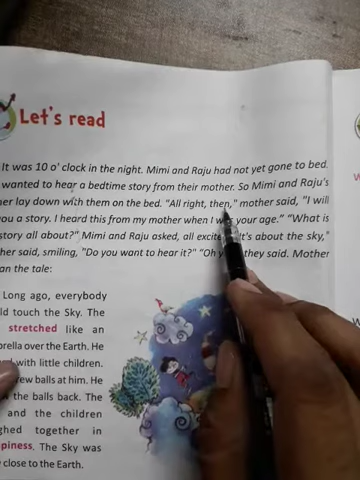 Let's read
It was 10 o' clock in the night. Mimi and Raju had not yet gone to bed.
wanted to hear a bedtime story from their mother. So Mimi and Raju's
her lay down with them on the bed. "All right, then," mother said, "I will
you a story. I heard this from my mother when I was your age." "What is
story all about?" Mimi and Raju asked, all excite It's about the sky,"
her said, smiling, "Do you want to hear it?" "Oh y they said. Mother
an the tale:
Long ago, everybody
ld touch the Sky. The
stretched like an
brella over the Earth. He
with little children.
rew balls at him. He
the balls back. The
and the children
ghed together in
piness. The Sky was
close to the Earth.